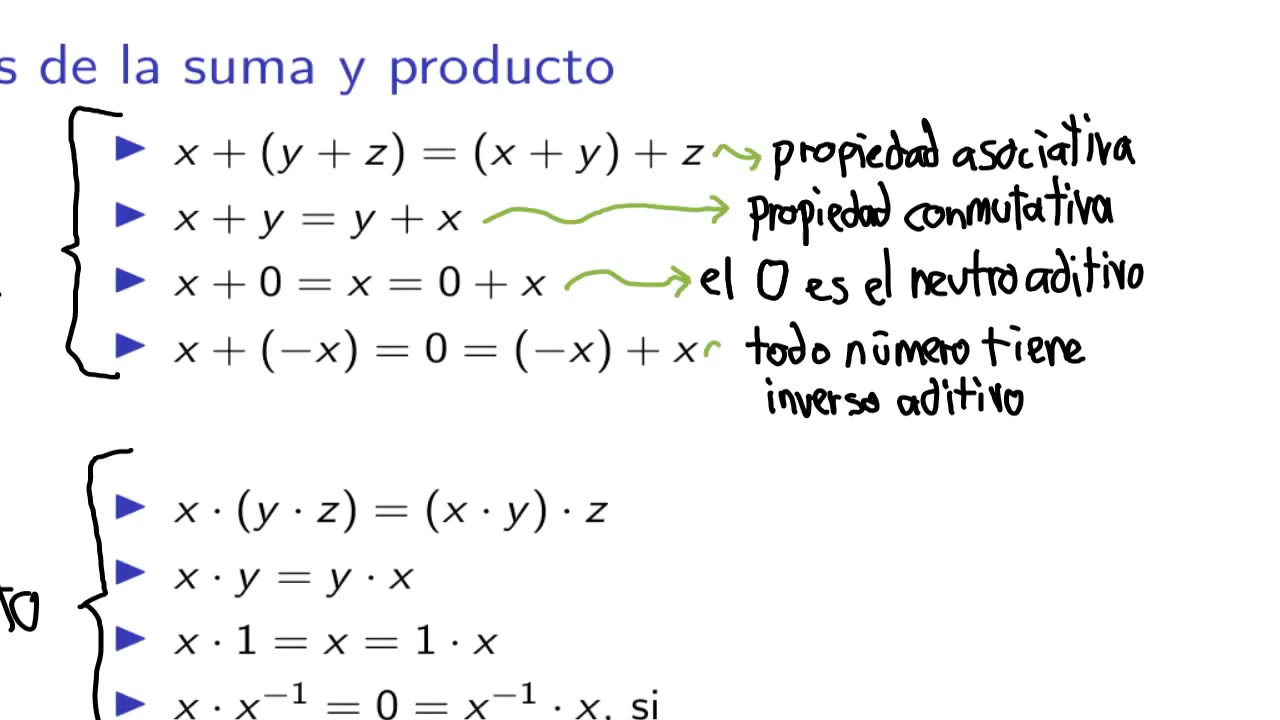 s de la suma y producto
▶ x + (y + z) = (x + y) + z propiedad asociativa
▶ x + y = y + x propiedad conmutativa
▶ x + 0 = x = 0 + x el 0 es el neutro aditivo
▶ x + (−x) = 0 = (−x) + x todo número tiene
inverso aditivo
▶ x · (y · z) = (x · y) · z
▶ x · y = y · x
to
▶ x · 1 = x = 1 · x
▶ x · x⁻¹ = 0 = x⁻¹ · x, si